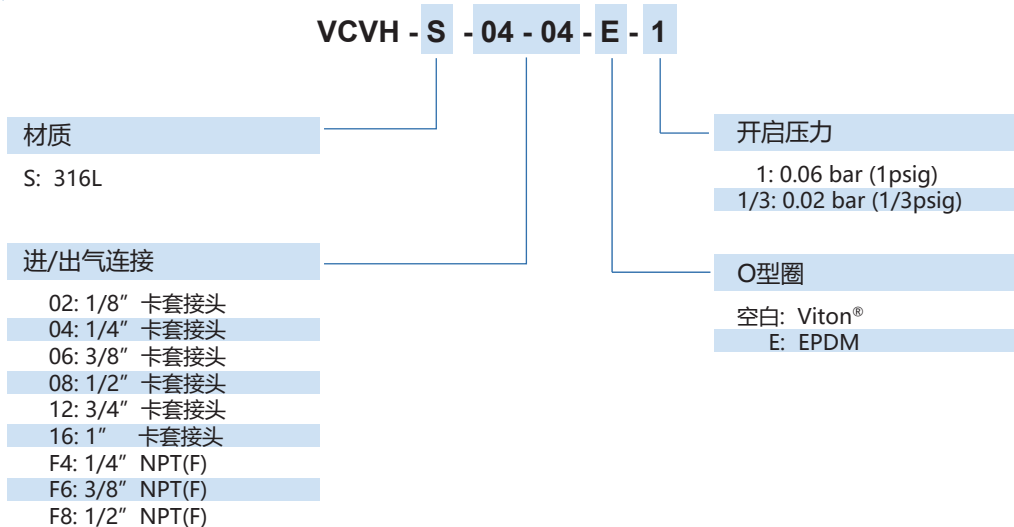 VCVH - S - 04 - 04 - E - 1
材质
S: 316L
进/出气连接
02: 1/8” 卡套接头
04: 1/4” 卡套接头
06: 3/8” 卡套接头
08: 1/2” 卡套接头
12: 3/4” 卡套接头
16: 1” 卡套接头
F4: 1/4” NPT(F)
F6: 3/8” NPT(F)
F8: 1/2” NPT(F)
开启压力
1: 0.06 bar (1psig)
1/3: 0.02 bar (1/3psig)
O型圈
空白: Viton®
E: EPDM